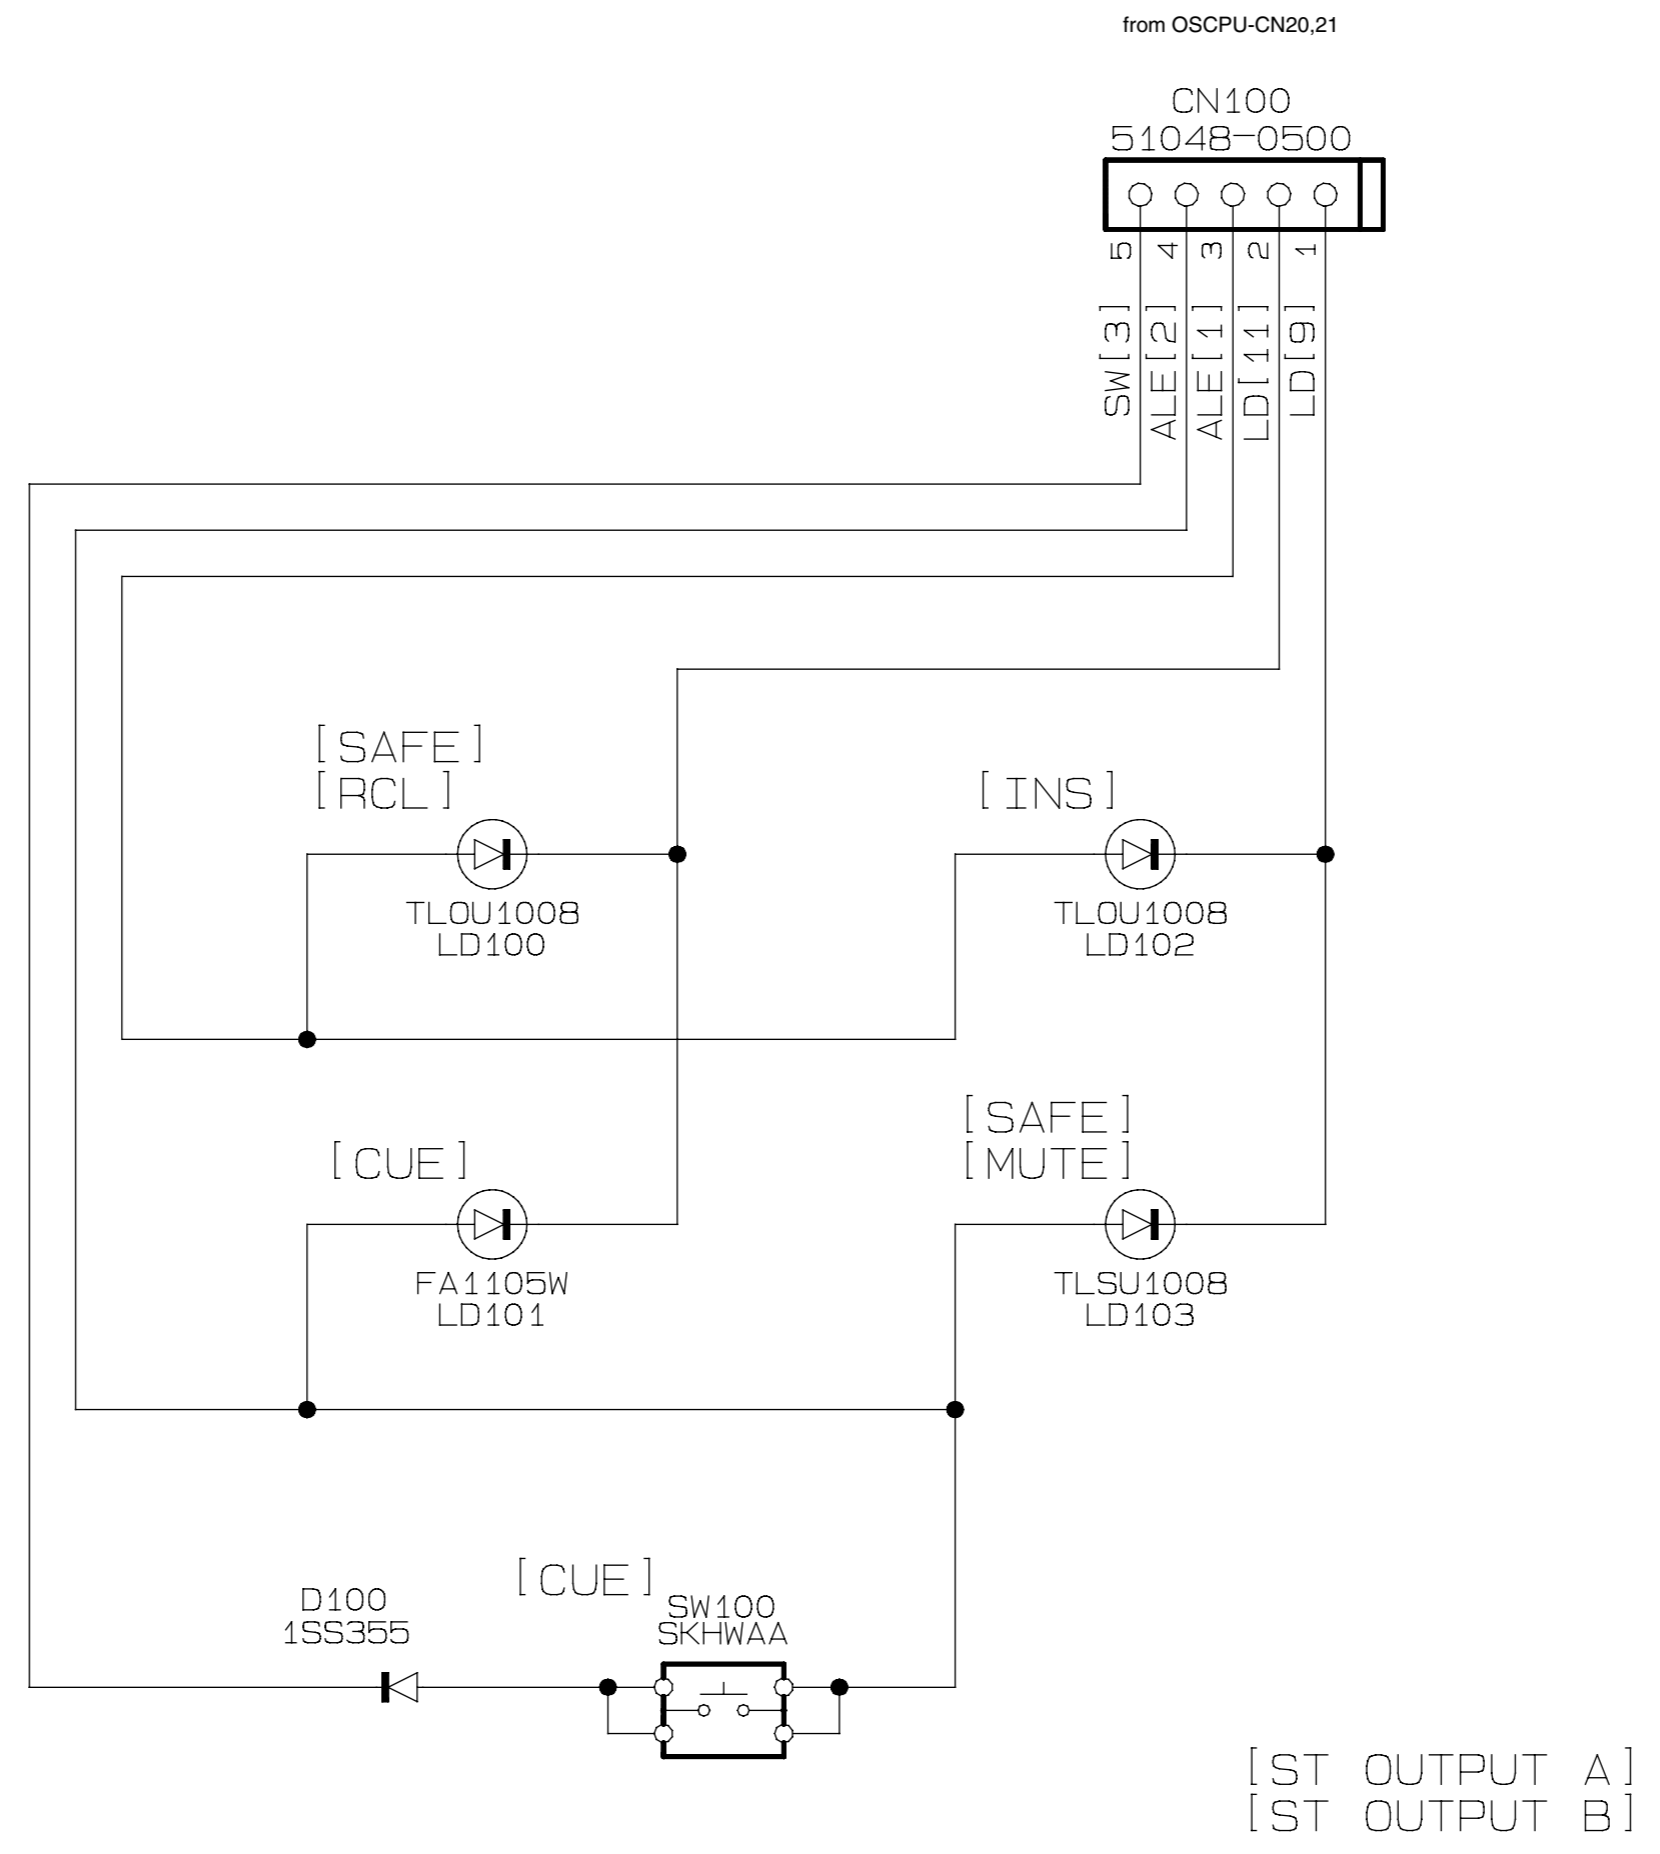 from OSCPU-CN20,21
CN100
51048-0500
5 4 3 2 1
SW[3]
ALE[2]
ALE[1]
LD[11]
LD[9]
[SAFE]
[RCL]
TLOU1008
LD100
[INS]
TLOU1008
LD102
[CUE]
FA1105W
LD101
[SAFE]
[MUTE]
TLSU1008
LD103
D100
1SS355
[CUE]
SW100
SKHWAA
[ST OUTPUT A]
[ST OUTPUT B]